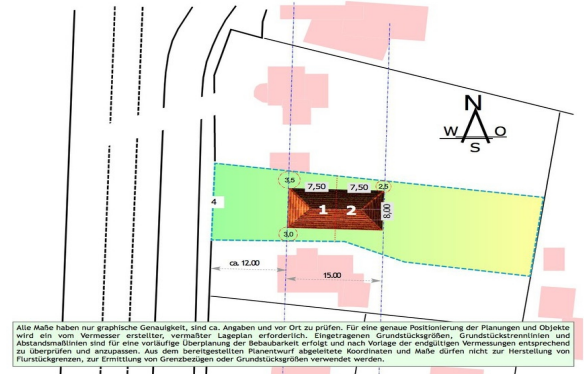 N
W O
S
3,5
7,50 7,50 2,5
4
1 2
8,00
3,0
ca. 12.00
15.00
Alle Maße haben nur graphische Genauigkeit, sind ca. Angaben und vor Ort zu prüfen. Für eine genaue Positionierung der Planungen und Objekte
wird ein vom Vermesser erstellter, vermaßter Lageplan erforderlich. Eingetragenen Grundstücksgrößen, Grundstücktrennlinien und
Abstandsmaßlinien sind für eine vorläufige Überplanung der Bebaubarkeit erfolgt und nach Vorlage der endgültigen Vermessungen entsprechend
zu überprüfen und anzupassen. Aus dem bereitgestellten Planentwurf abgeleitete Koordinaten und Maße dürfen nicht zur Herstellung von
Flurstückgrenzen, zur Ermittlung von Grenzbezügen oder Grundstücksgrößen verwendet werden.